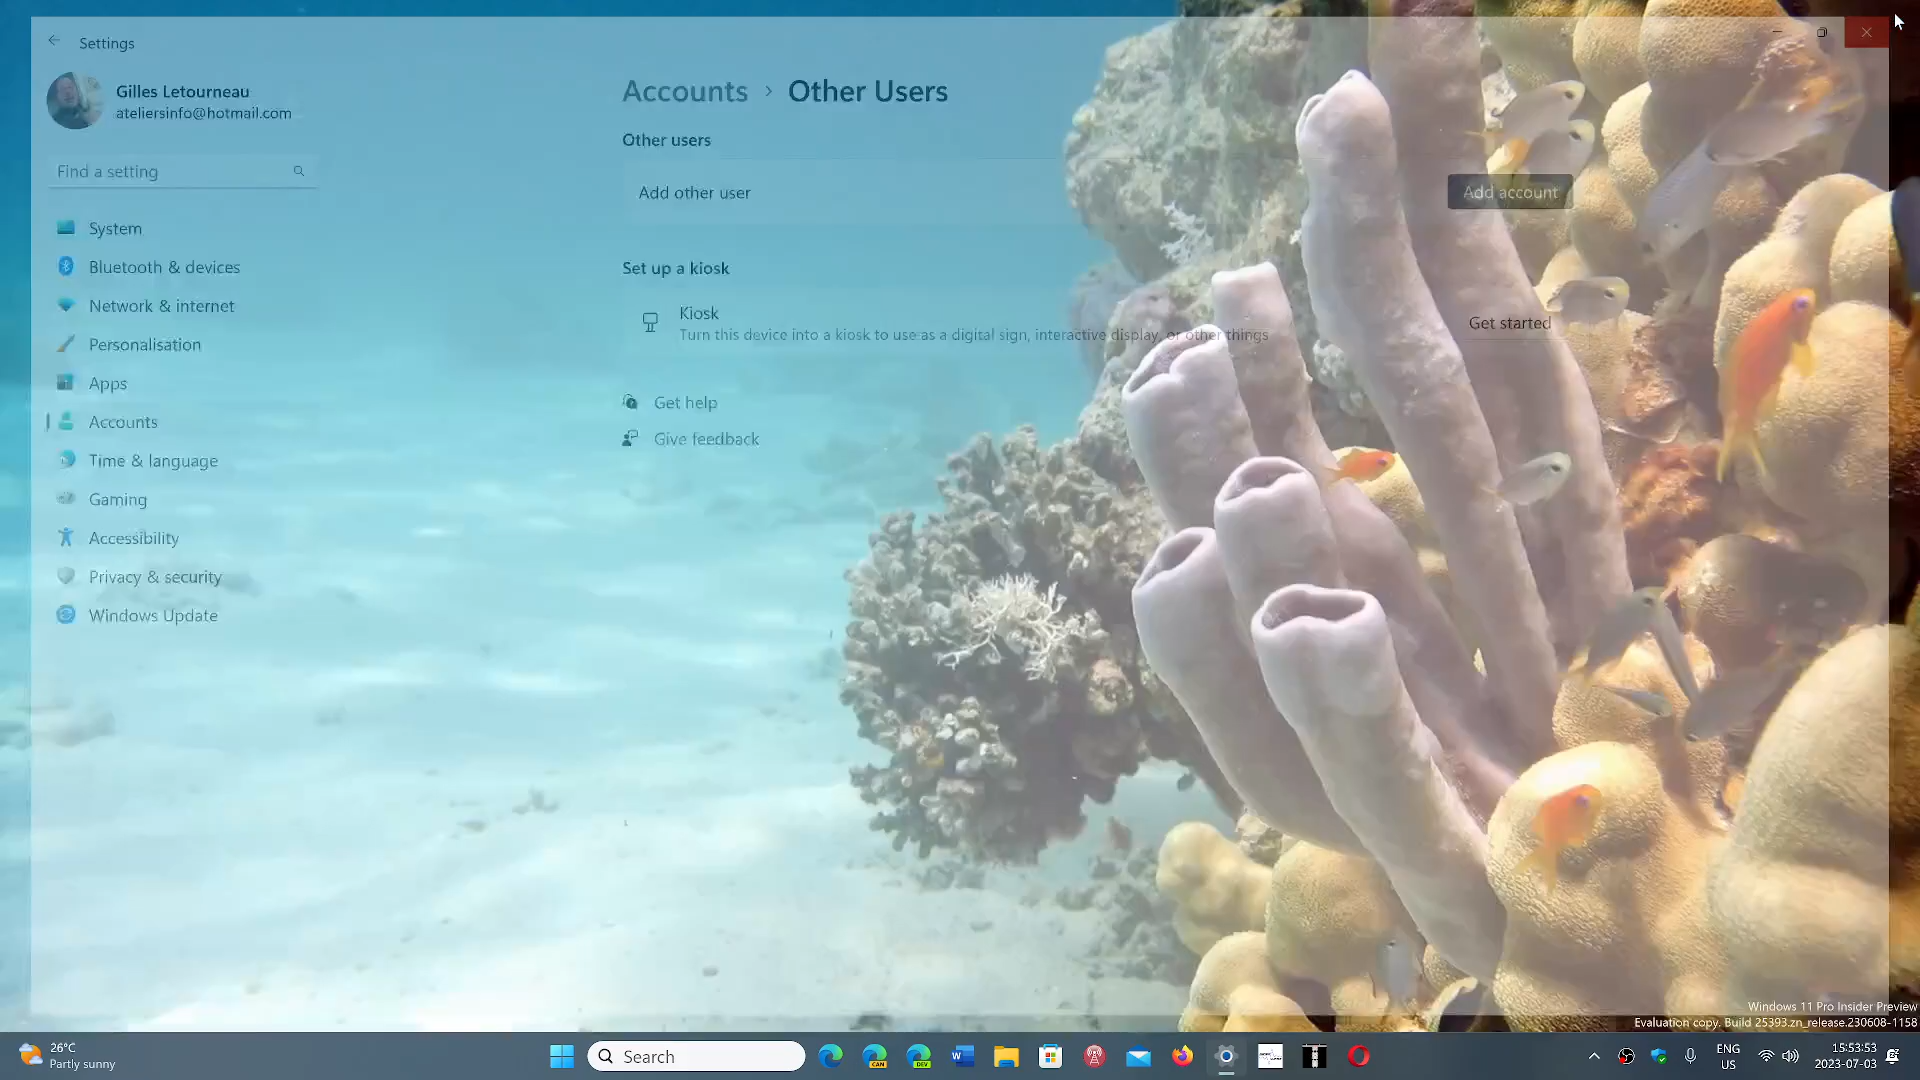 Settings
Gilles Letourneau
ateliersinfo@hotmail.com
Find a setting
System
Bluetooth & devices
Network & internet
Personalisation
Apps
Accounts
Time & language
Gaming
Accessibility
Privacy & security
Windows Update
Accounts > Other Users
Other users
Add other user
Add account
Set up a kiosk
Kiosk
Turn this device into a kiosk to use as a digital sign, interactive display, or other things
Get started
Get help
Give feedback
Windows 11 Pro Insider Preview
Evaluation copy. Build 25393.zn_release.230608-1158
26°C
Partly sunny
Search
CAN
DEV
W
ENG
US
15:53:53
2023-07-03